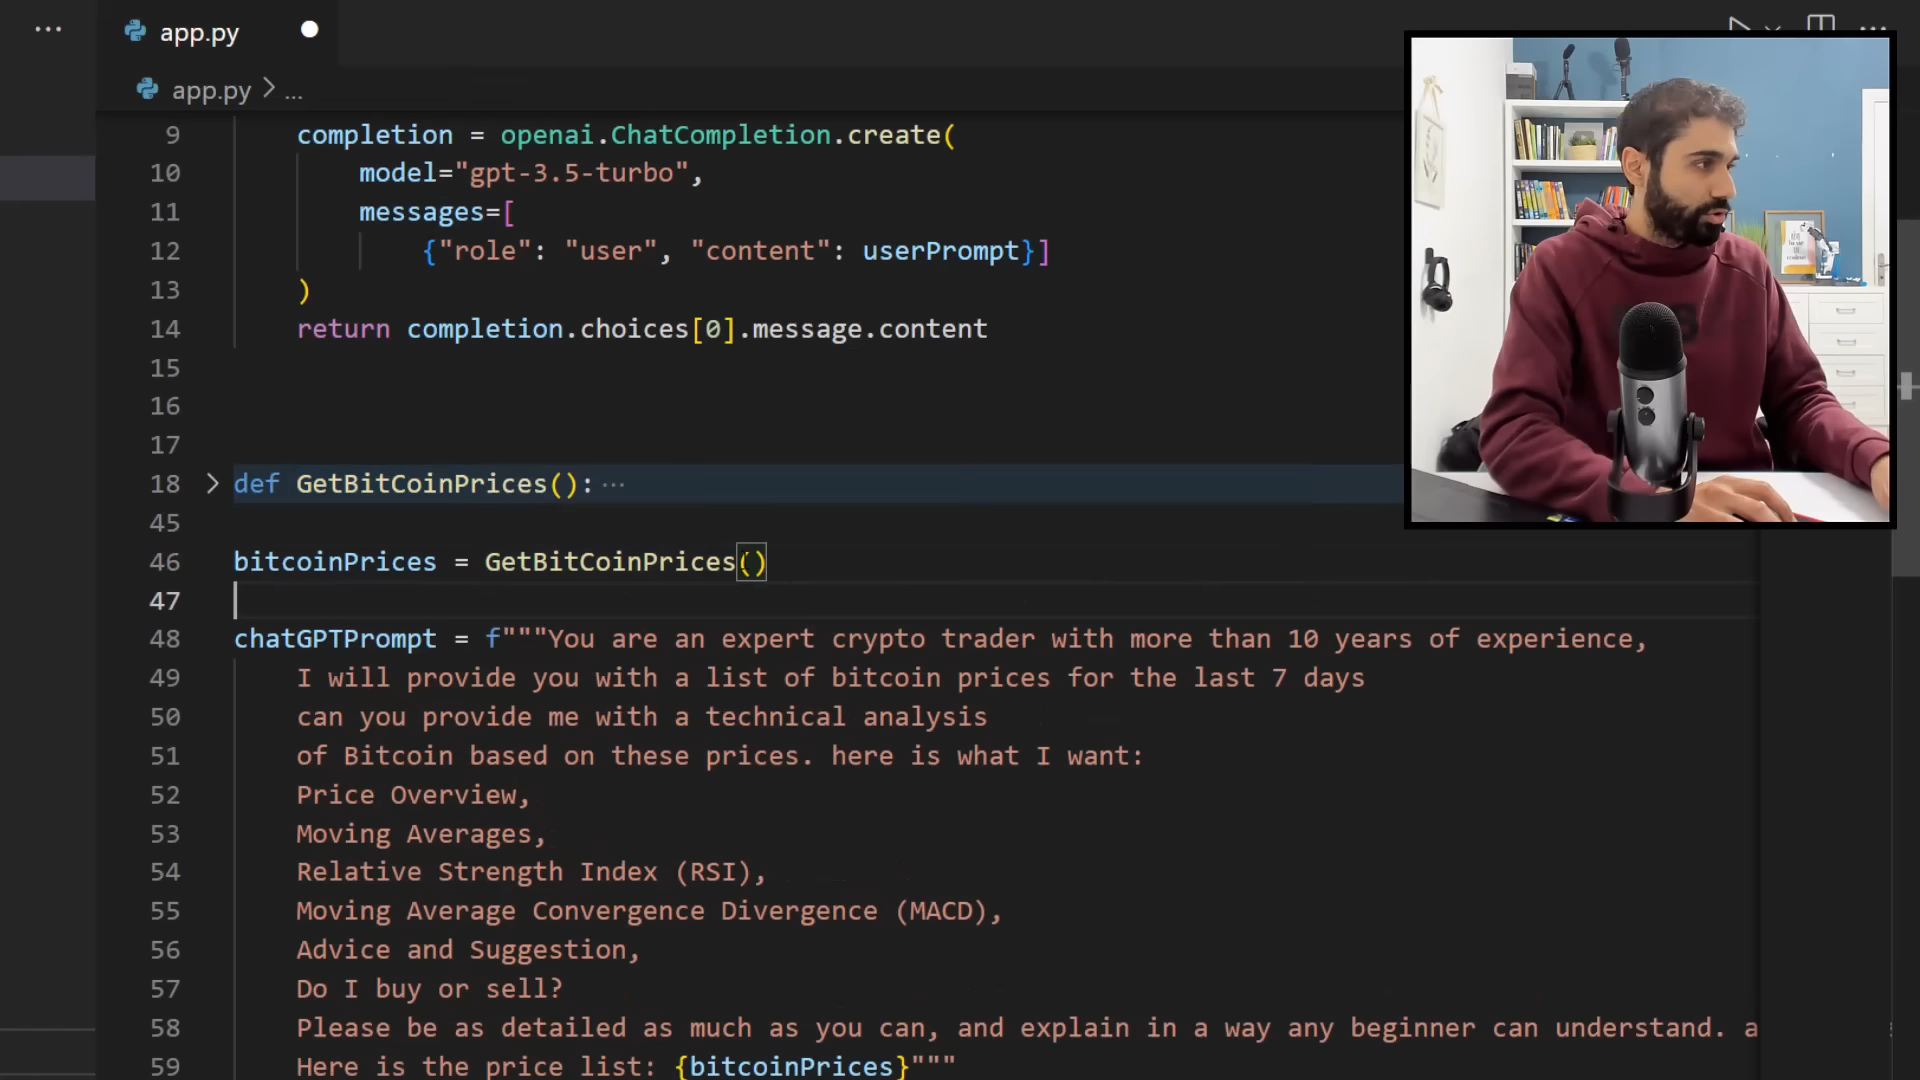 app.py
app.py > ...
9 completion = openai.ChatCompletion.create(
10 model="gpt-3.5-turbo",
11 messages=[
12 {"role": "user", "content": userPrompt}]
13 )
14 return completion.choices[0].message.content
15
16
17
18 def GetBitCoinPrices(): ...
45
46 bitcoinPrices = GetBitCoinPrices()
47
48 chatGPTPrompt = f"""You are an expert crypto trader with more than 10 years of experience,
49 I will provide you with a list of bitcoin prices for the last 7 days
50 can you provide me with a technical analysis
51 of Bitcoin based on these prices. here is what I want:
52 Price Overview,
53 Moving Averages,
54 Relative Strength Index (RSI),
55 Moving Average Convergence Divergence (MACD),
56 Advice and Suggestion,
57 Do I buy or sell?
58 Please be as detailed as much as you can, and explain in a way any beginner can understand. a
59 Here is the price list: {bitcoinPrices}"""